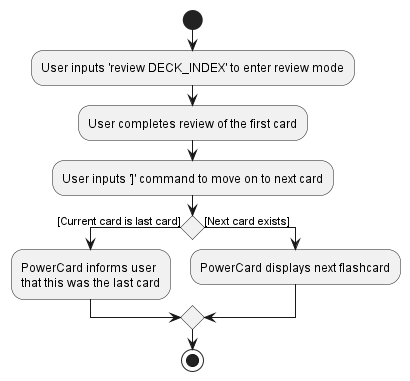 User inputs 'review DECK_INDEX' to enter review mode
User completes review of the first card
User inputs ']' command to move on to next card
[Current card is last card]
[Next card exists]
PowerCard informs user
that this was the last card
PowerCard displays next flashcard